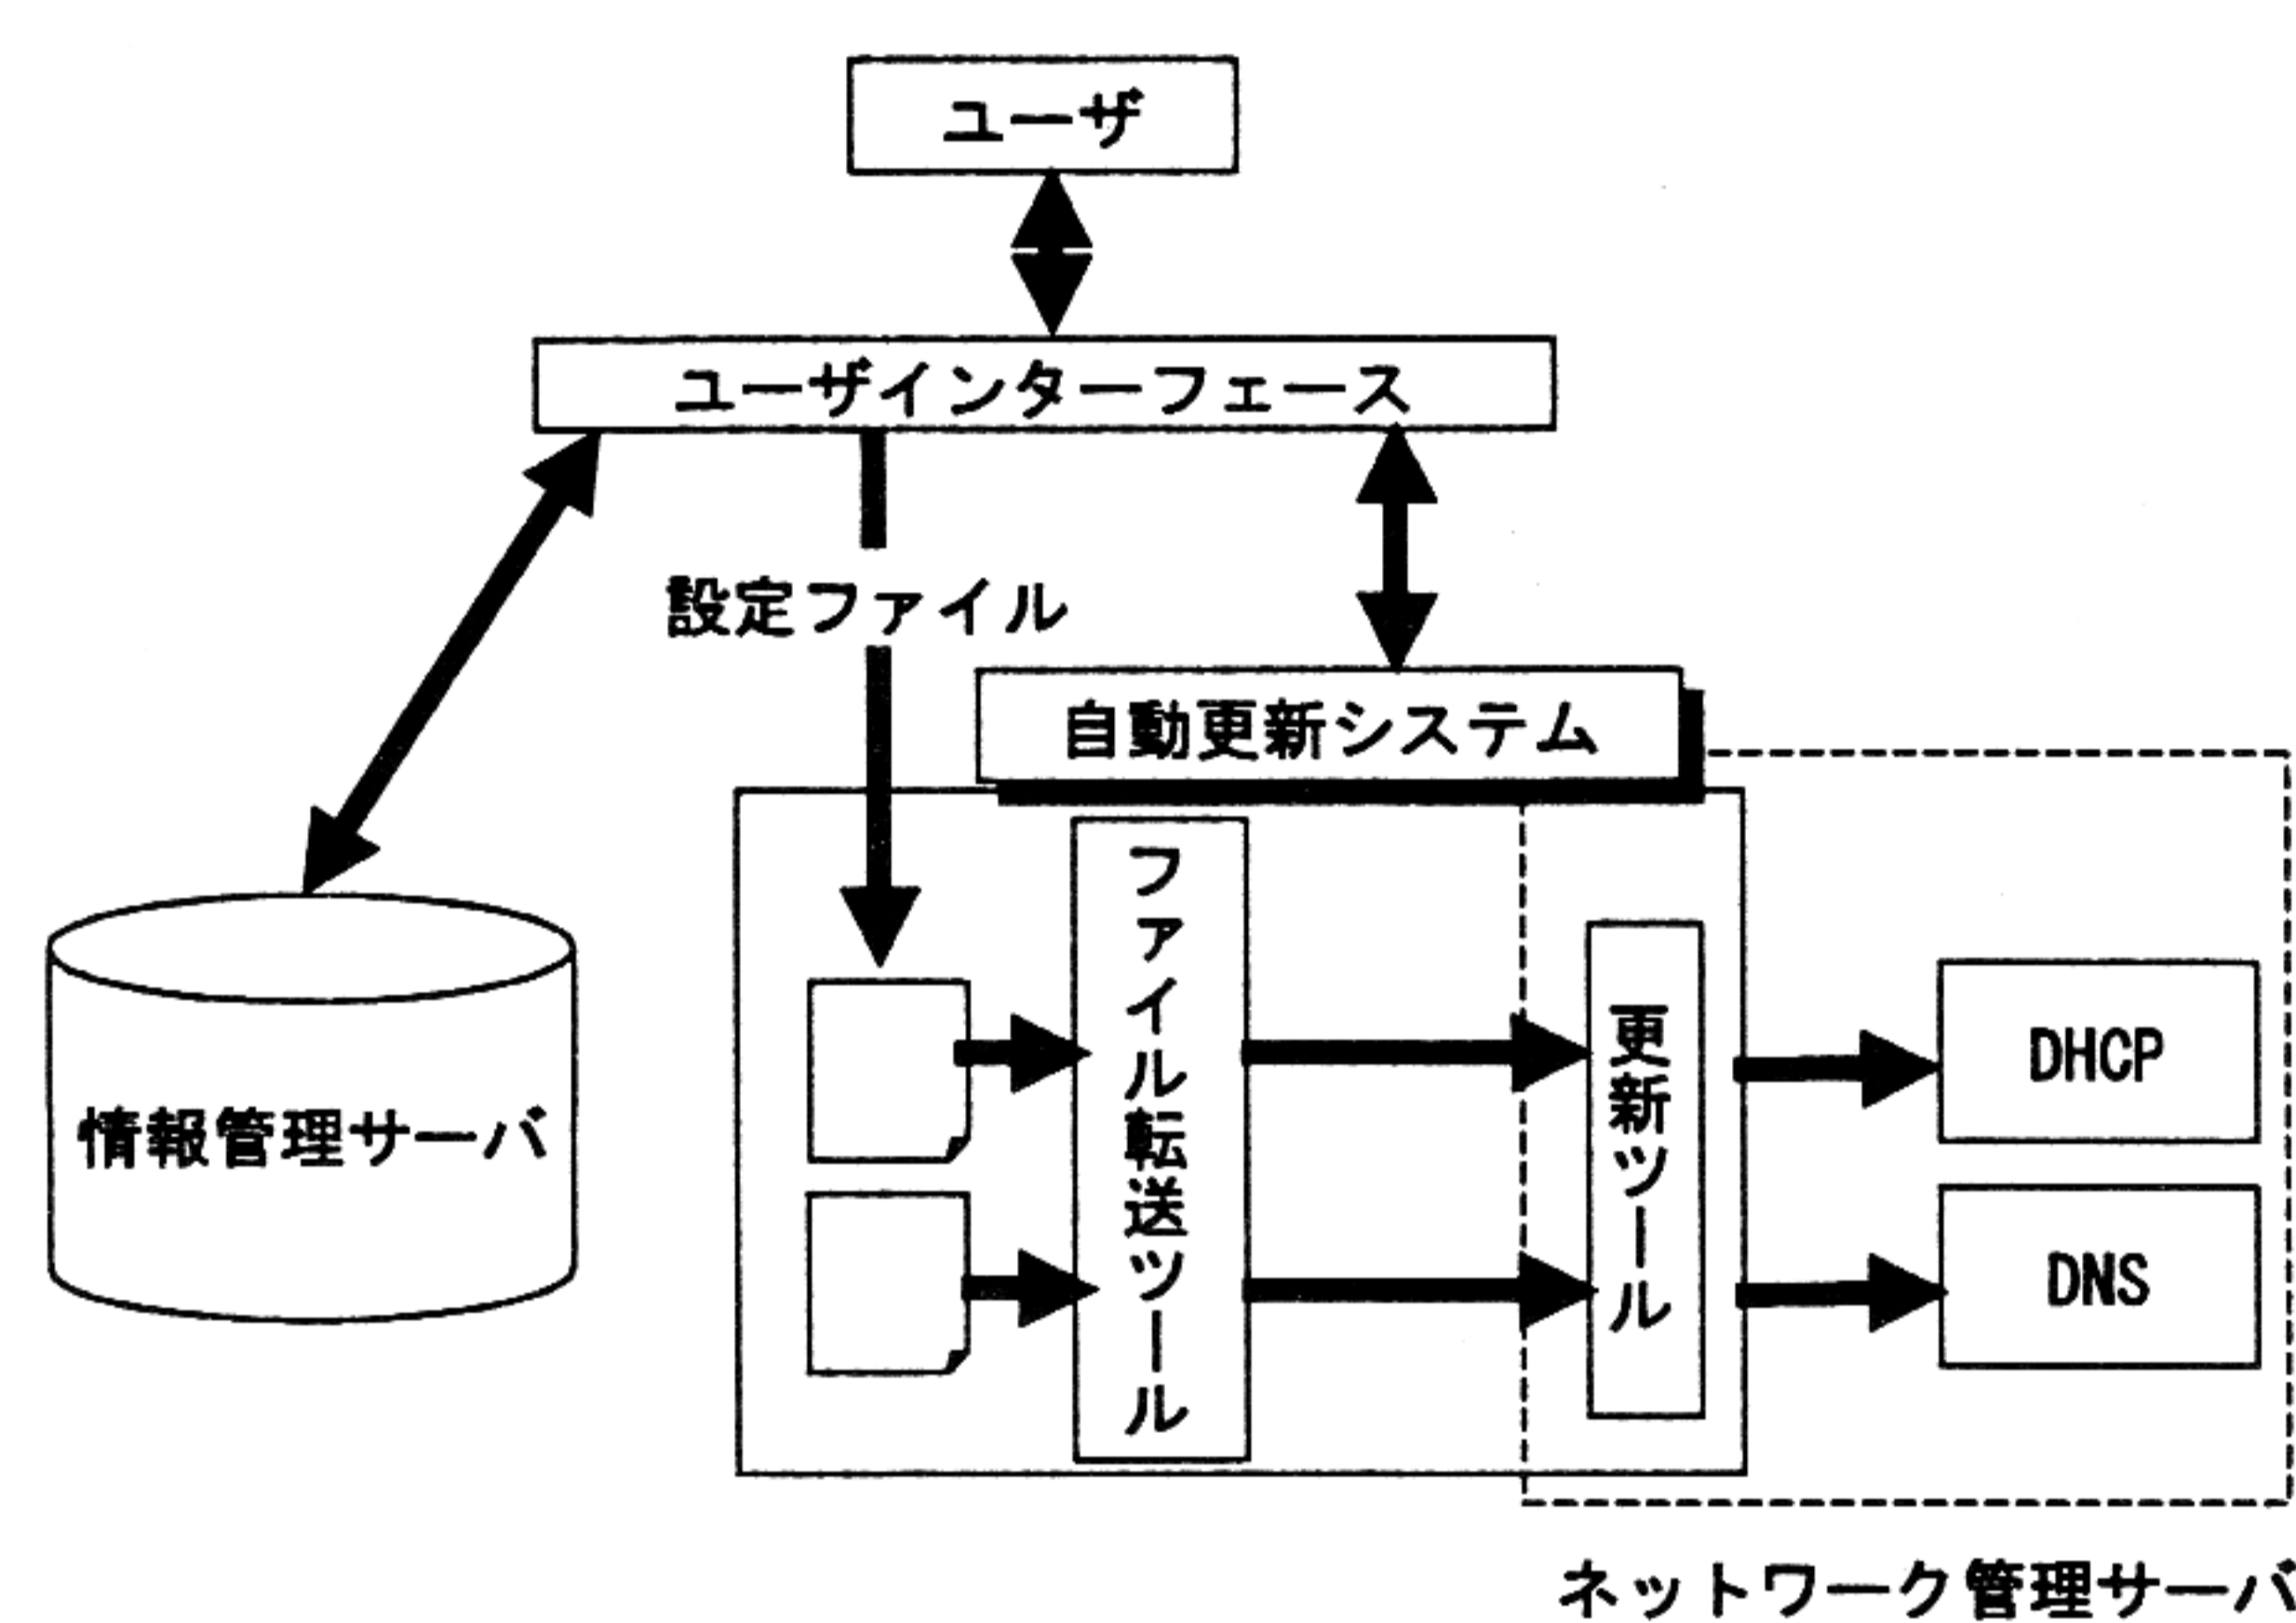 ユーザ
ユーザインターフェース
設定ファイル
自動更新システム
ファイル転送ツール
更新ツール
DHCP
情報管理サーバ
DNS
ネットワーク管理サーバ